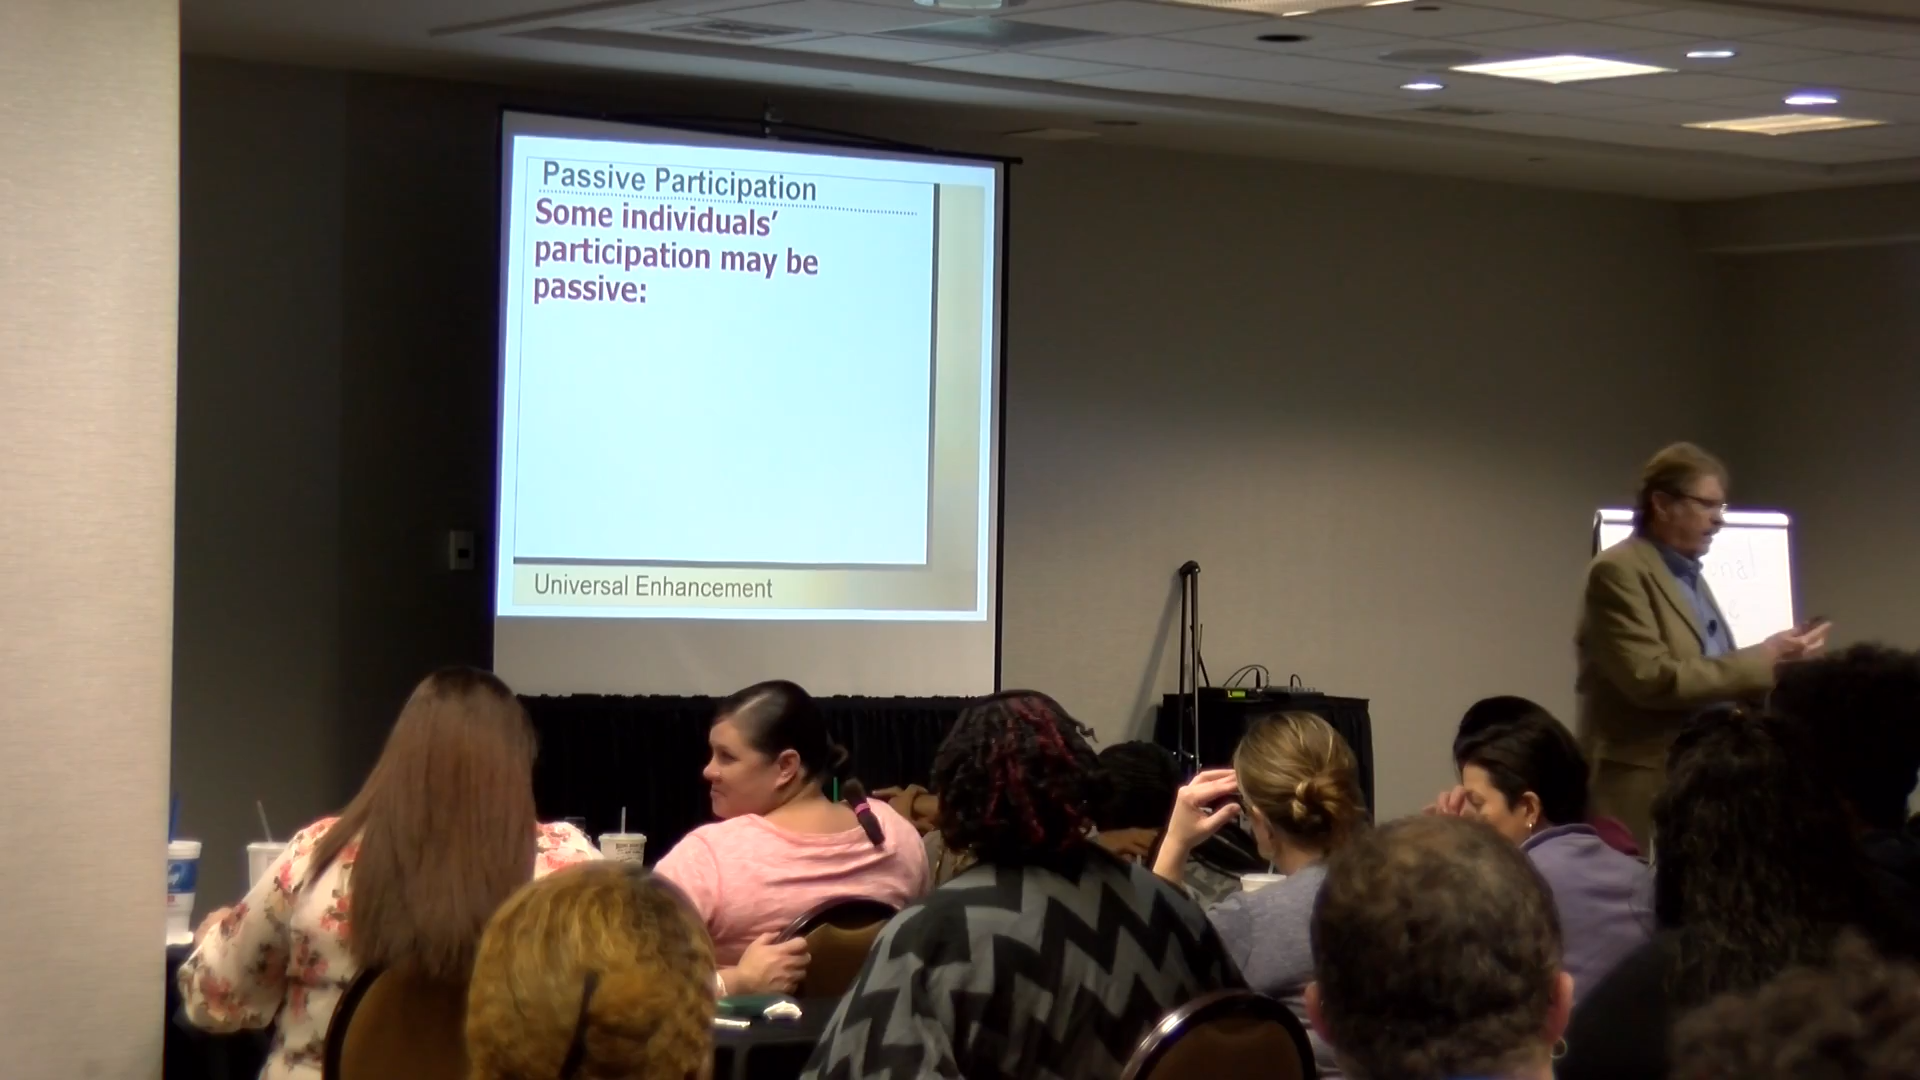 Passive Participation
Some individuals’
participation may be
passive:
Universal Enhancement